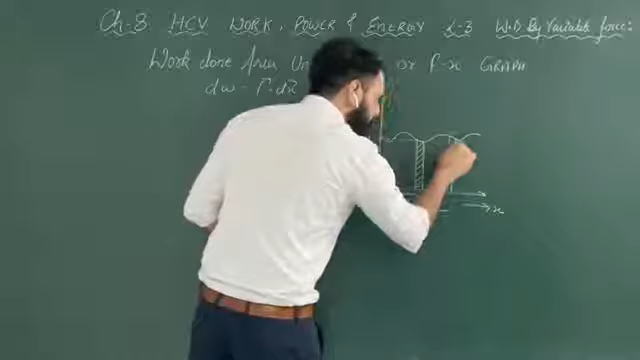 Ch-8 HCV WORK, POWER & ENERGY L-3 W.D By Variable force:
Work done Area Un or F-x GRAPH
dw = F.dx
x